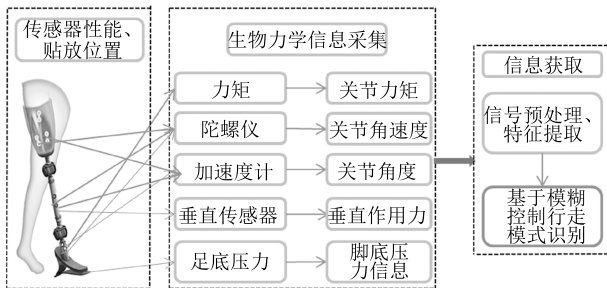 传感器性能、
贴放位置
生物力学信息采集
力矩
关节力矩
陀螺仪
关节角速度
加速度计
关节角度
垂直传感器
垂直作用力
足底压力
脚底压
力信息
信息获取
信号预处理、
特征提取
基于模糊
控制行走
模式识别